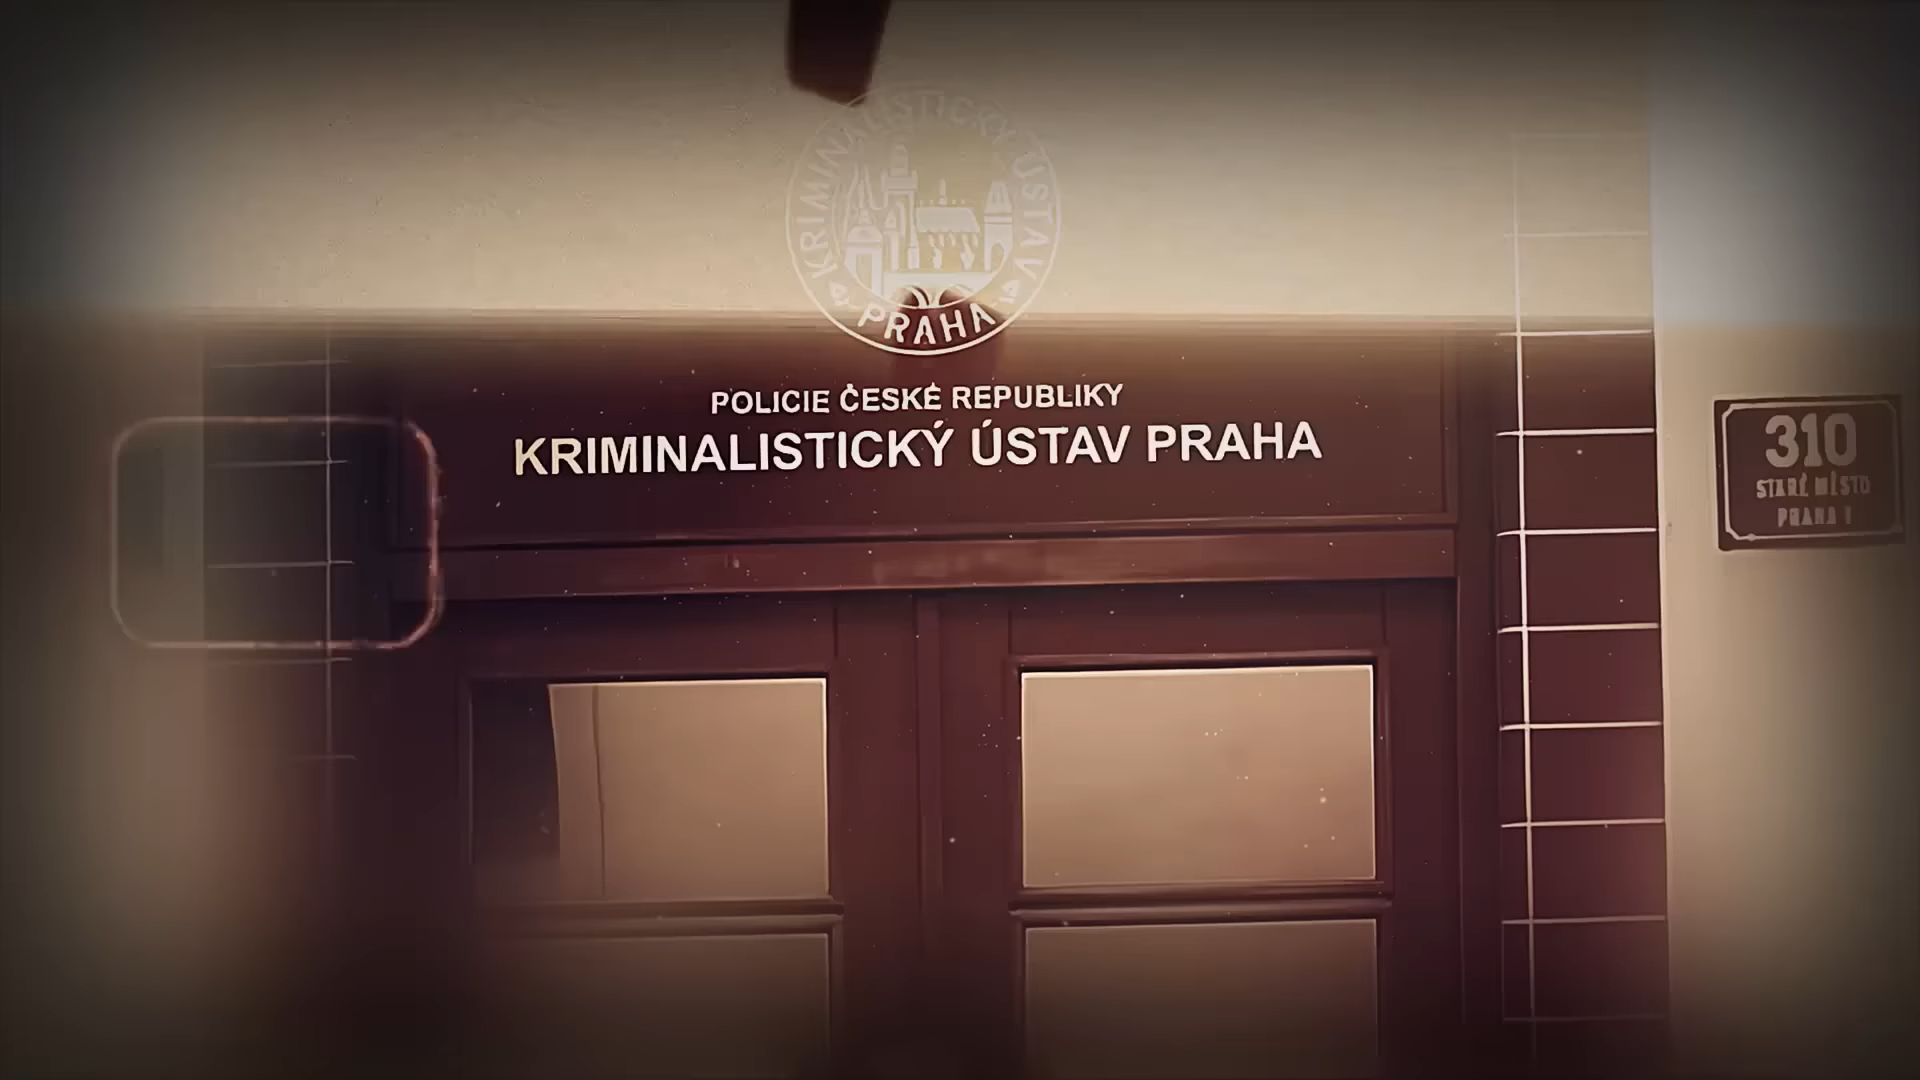 KRIMINALISTICKÝ ÚSTAV
PRAHA
POLICIE ČESKÉ REPUBLIKY
KRIMINALISTICKÝ ÚSTAV PRAHA
310
STARÉ MĚSTO
PRAHA 1